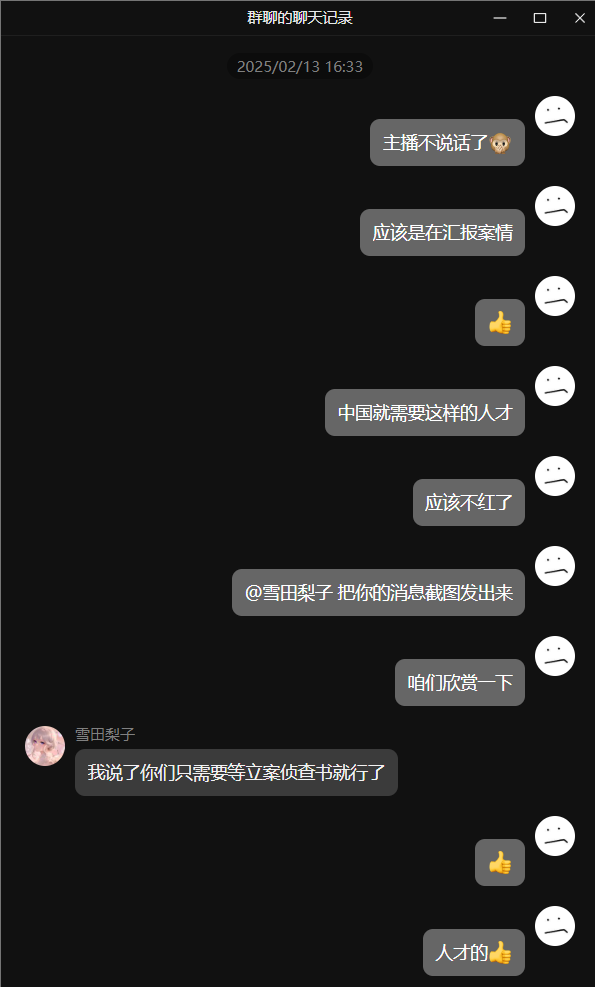 群聊的聊天记录
2025/02/13 16:33
主播不说话了🙊
应该是在汇报案情
👍
中国就需要这样的人才
应该不红了
@雪田梨子 把你的消息截图发出来
咱们欣赏一下
雪田梨子
我说了你们只需要等立案侦查书就行了
👍
人才的👍